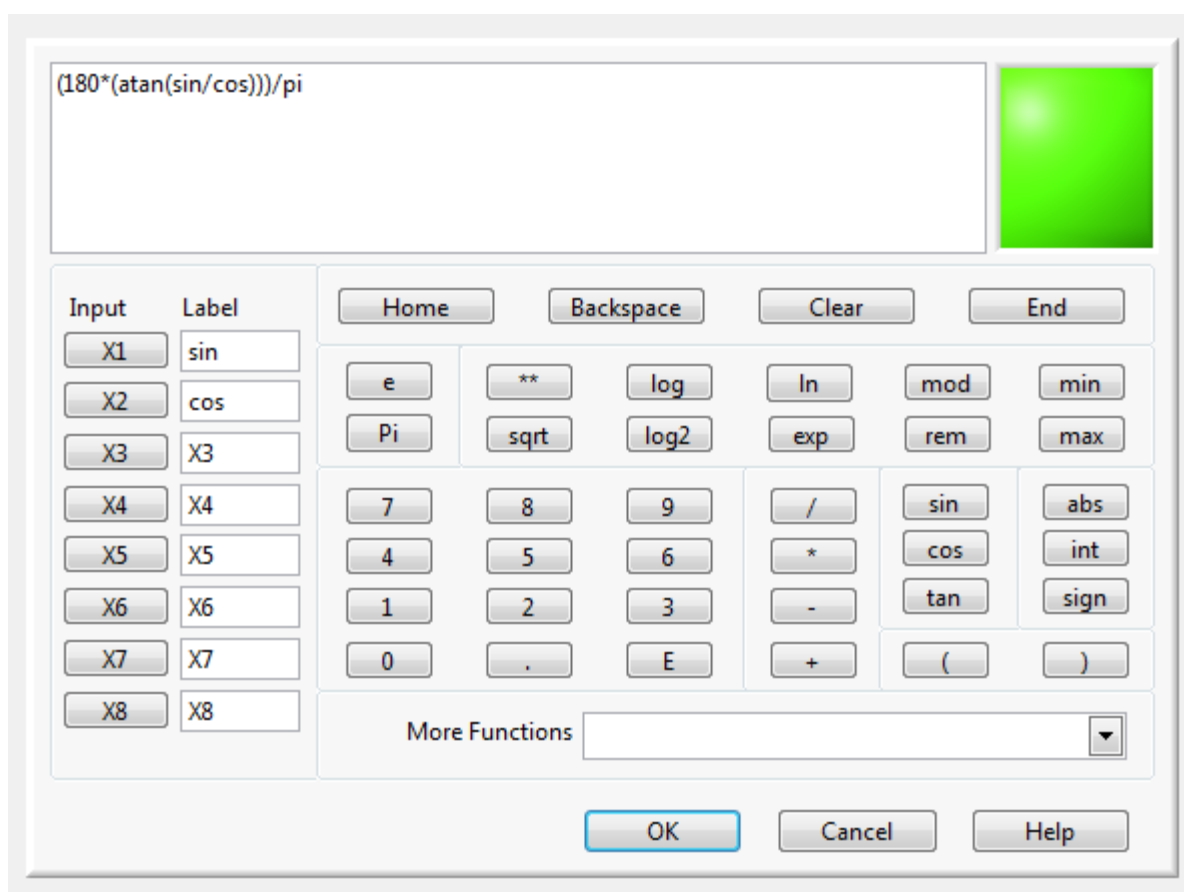 (180*(atan(sin/cos)))/pi
Input Label
X1 sin
X2 cos
X3 X3
X4 X4
X5 X5
X6 X6
X7 X7
X8 X8
Home Backspace Clear End
e ** log ln mod min
Pi sqrt log2 exp rem max
7 8 9 / sin abs
4 5 6 * cos int
1 2 3 - tan sign
0 . E + ( )
More Functions
OK Cancel Help